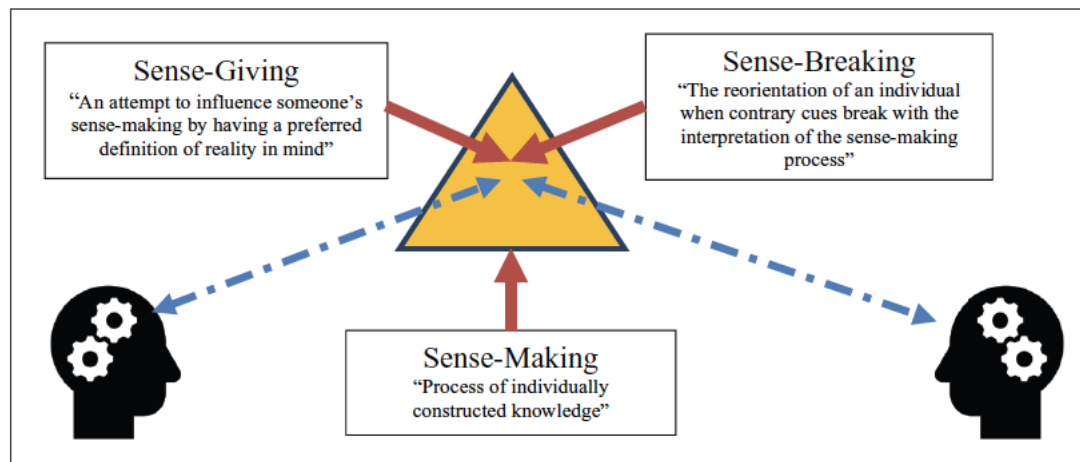 Sense-Giving
“An attempt to influence someone’s
sense-making by having a preferred
definition of reality in mind”
Sense-Breaking
“The reorientation of an individual
when contrary cues break with the
interpretation of the sense-making
process”
Sense-Making
“Process of individually
constructed knowledge”